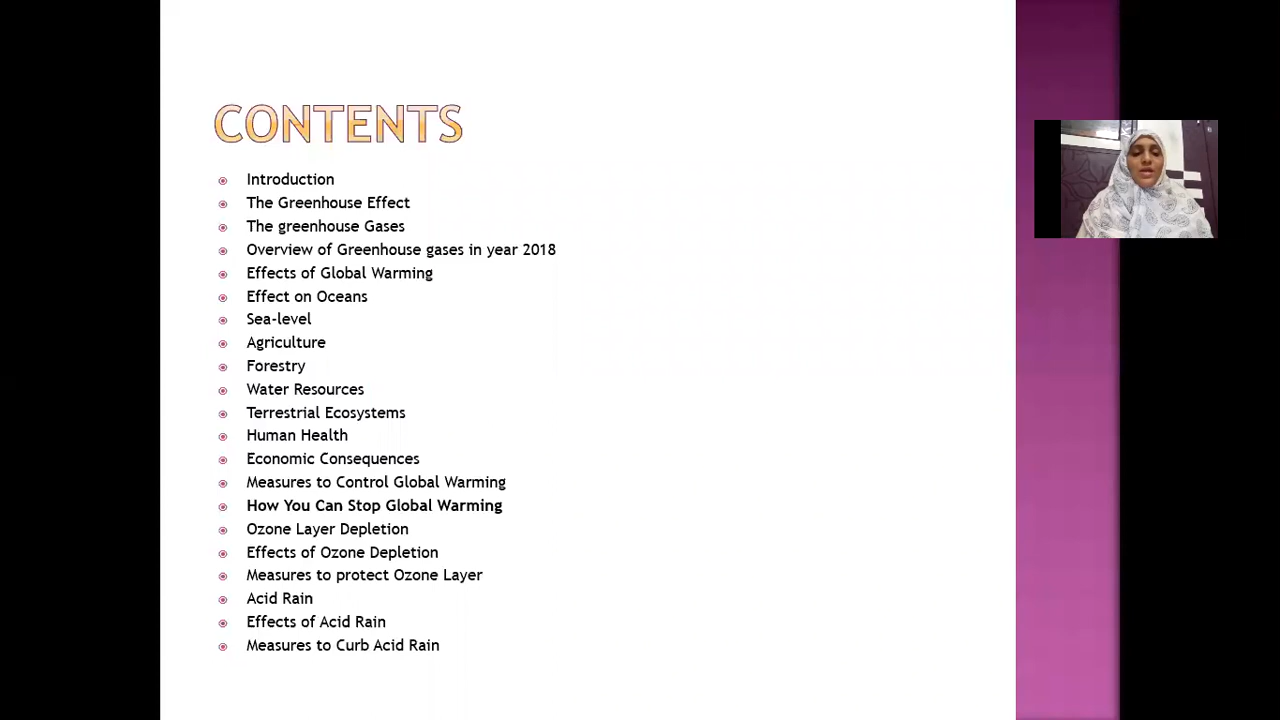 CONTENTS
Introduction
The Greenhouse Effect
The greenhouse Gases
Overview of Greenhouse gases in year 2018
Effects of Global Warming
Effect on Oceans
Sea-level
Agriculture
Forestry
Water Resources
Terrestrial Ecosystems
Human Health
Economic Consequences
Measures to Control Global Warming
How You Can Stop Global Warming
Ozone Layer Depletion
Effects of Ozone Depletion
Measures to protect Ozone Layer
Acid Rain
Effects of Acid Rain
Measures to Curb Acid Rain